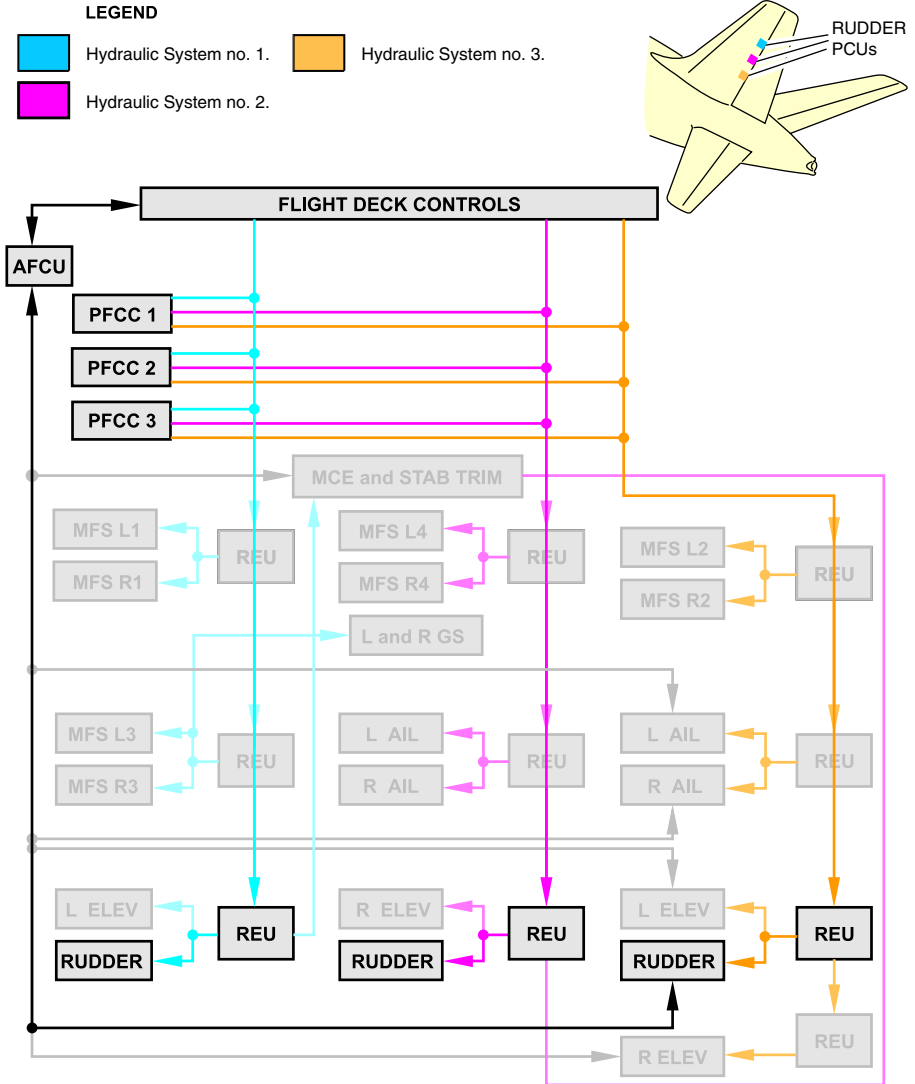 LEGEND
Hydraulic System no. 1.
Hydraulic System no. 3.
Hydraulic System no. 2.
RUDDER
PCUs
FLIGHT DECK CONTROLS
AFCU
PFCC 1
PFCC 2
PFCC 3
MCE and STAB TRIM
MFS L1
MFS R1
REU
MFS L4
MFS R4
REU
MFS L2
MFS R2
REU
L and R GS
MFS L3
MFS R3
REU
L AIL
R AIL
REU
L AIL
R AIL
REU
L ELEV
RUDDER
REU
R ELEV
RUDDER
REU
L ELEV
RUDDER
REU
REU
R ELEV